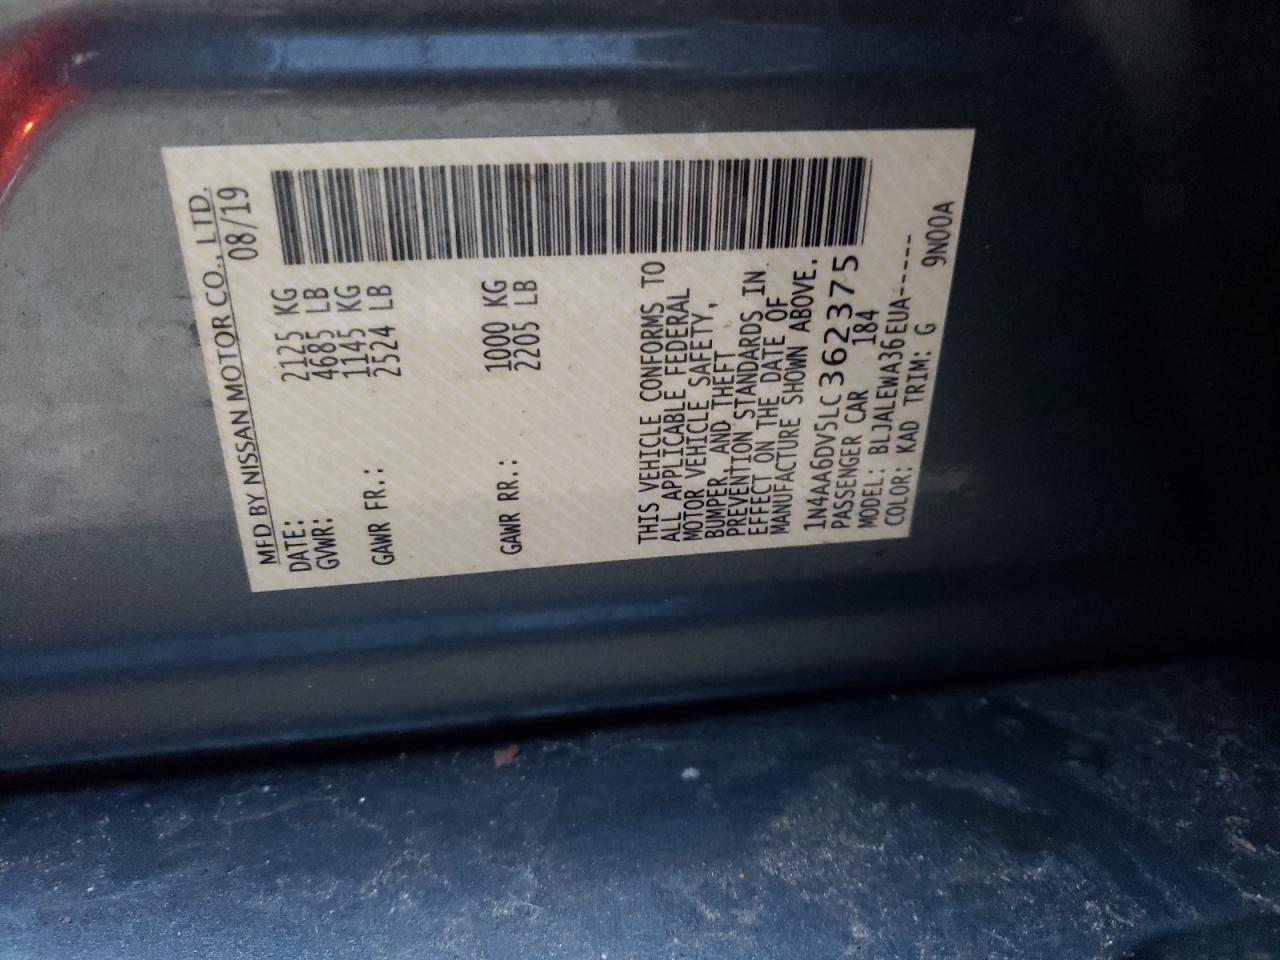 MFD BY NISSAN MOTOR CO., LTD.
DATE: 08/19
GVWR: 2125 KG
4685 LB
GAWR FR.: 1145 KG
2524 LB
GAWR RR.: 1000 KG
2205 LB
THIS VEHICLE CONFORMS TO
ALL APPLICABLE FEDERAL
MOTOR VEHICLE SAFETY,
BUMPER, AND THEFT
PREVENTION STANDARDS IN
EFFECT ON THE DATE OF
MANUFACTURE SHOWN ABOVE.
1N4AA6DV5LC362375
PASSENGER CAR 184
MODEL: BLJALEWA36EUA-----
COLOR: KAD TRIM: G 9N00A